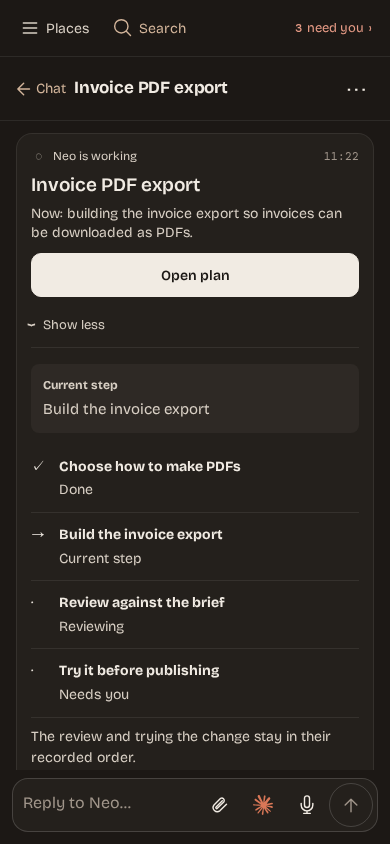 Places
Search
3 need you ›
← Chat Invoice PDF export
...
Neo is working
11:22
Invoice PDF export
Now: building the invoice export so invoices can
be downloaded as PDFs.
Open plan
Show less
Current step
Build the invoice export
✓ Choose how to make PDFs
Done
→ Build the invoice export
Current step
· Review against the brief
Reviewing
· Try it before publishing
Needs you
The review and trying the change stay in their
recorded order.
Reply to Neo...